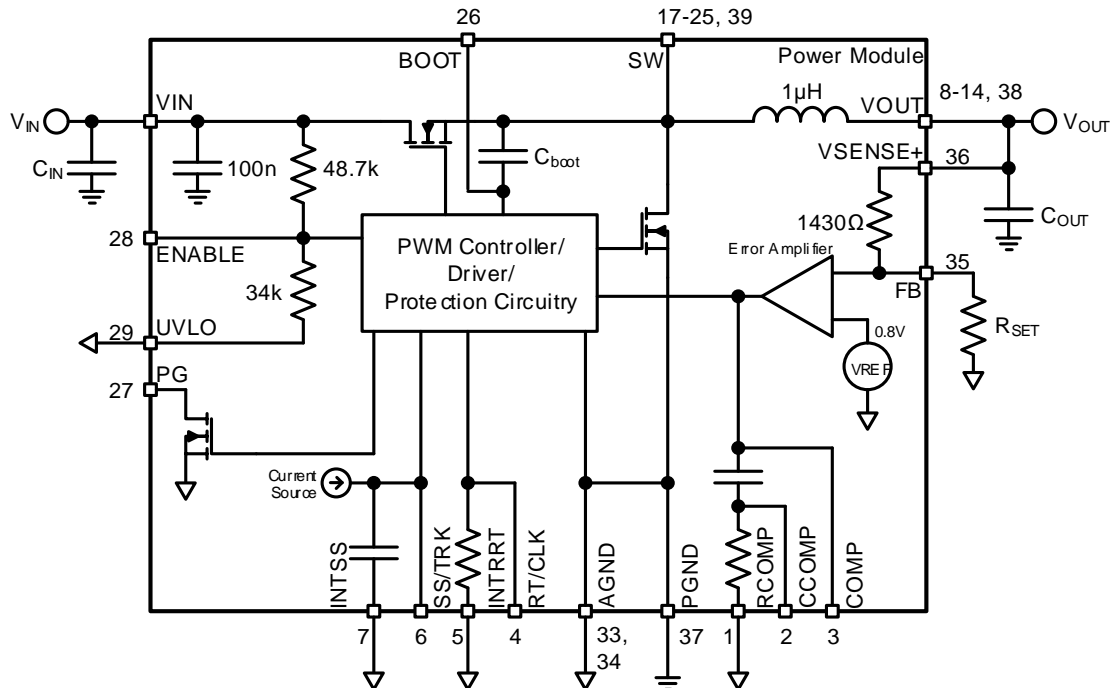 26
17-25, 39
BOOT
SW
Power Module
VIN
1µH
VOUT
8-14, 38
VIN
VOUT
VSENSE+
36
CIN
100n
48.7k
Cboot
1430Ω
COUT
28
ENABLE
PWM Controller/
Driver/
Protection Circuitry
Error Amplifier
35
FB
34k
0.8V
RSET
29
UVLO
VREF
PG
27
Current
Source
INTSS
SS/TRK
INTRRT
RT/CLK
AGND
PGND
RCOMP
CCOMP
COMP
7
6
5
4
33,
34
37
1
2
3